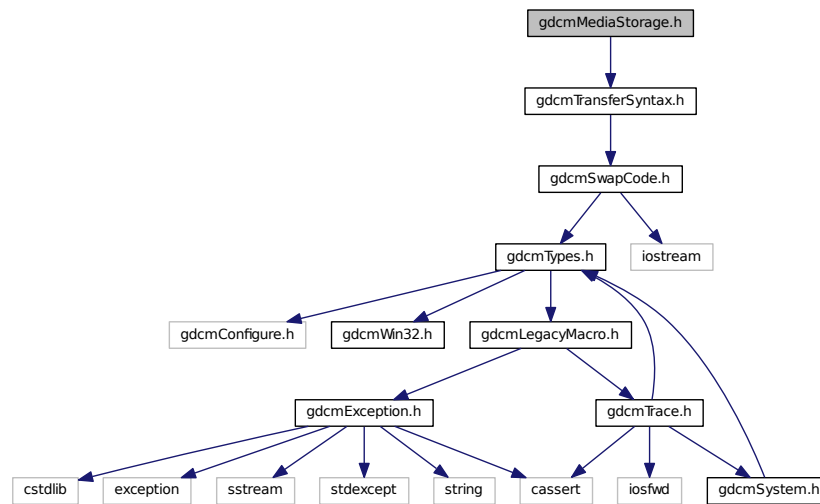 gdcmMediaStorage.h
gdcmTransferSyntax.h
gdcmSwapCode.h
gdcmTypes.h
iostream
gdcmConfigure.h
gdcmWin32.h
gdcmLegacyMacro.h
gdcmException.h
gdcmTrace.h
cstdlib
exception
sstream
stdexcept
string
cassert
iosfwd
gdcmSystem.h